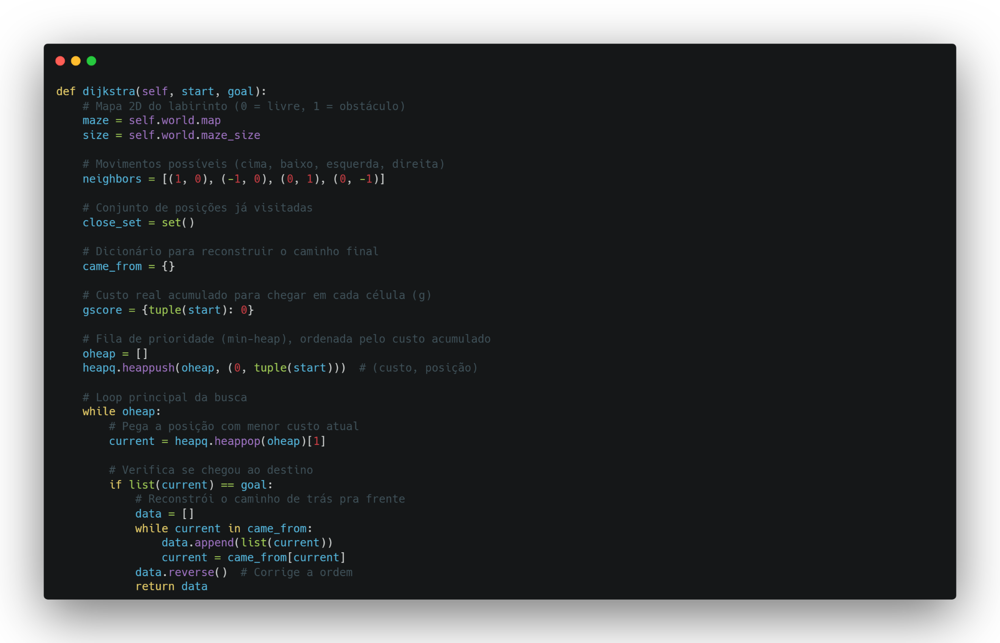 def dijkstra(self, start, goal):
    # Mapa 2D do labirinto (0 = livre, 1 = obstáculo)
    maze = self.world.map
    size = self.world.maze_size

    # Movimentos possíveis (cima, baixo, esquerda, direita)
    neighbors = [(1, 0), (-1, 0), (0, 1), (0, -1)]

    # Conjunto de posições já visitadas
    close_set = set()

    # Dicionário para reconstruir o caminho final
    came_from = {}

    # Custo real acumulado para chegar em cada célula (g)
    gscore = {tuple(start): 0}

    # Fila de prioridade (min-heap), ordenada pelo custo acumulado
    oheap = []
    heapq.heappush(oheap, (0, tuple(start)))  # (custo, posição)

    # Loop principal da busca
    while oheap:
        # Pega a posição com menor custo atual
        current = heapq.heappop(oheap)[1]

        # Verifica se chegou ao destino
        if list(current) == goal:
            # Reconstrói o caminho de trás pra frente
            data = []
            while current in came_from:
                data.append(list(current))
                current = came_from[current]
            data.reverse()  # Corrige a ordem
            return data